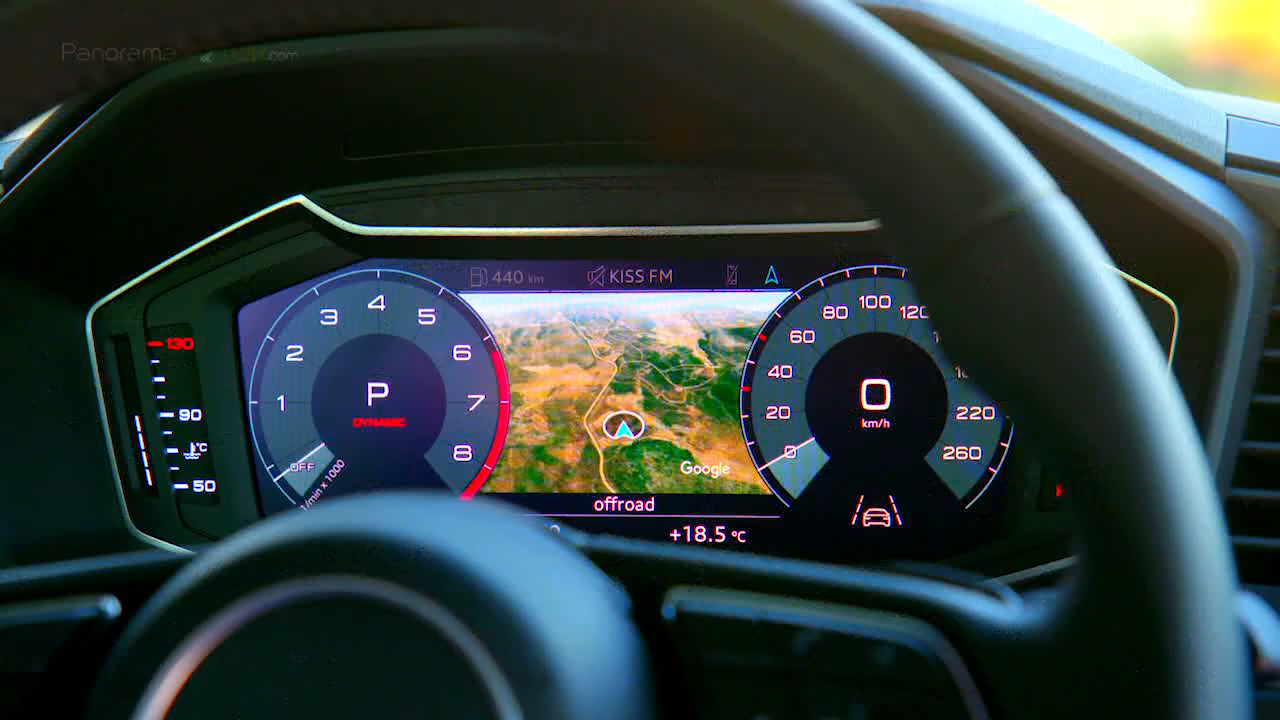 Panorama
.com
440 km
KISS FM
130
90
°C
50
1
2
3
4
5
6
7
8
OFF
1/min x 1000
P
DYNAMIC
Google
offroad
+18.5 °C
0
20
40
60
80
100
120
220
260
0
km/h